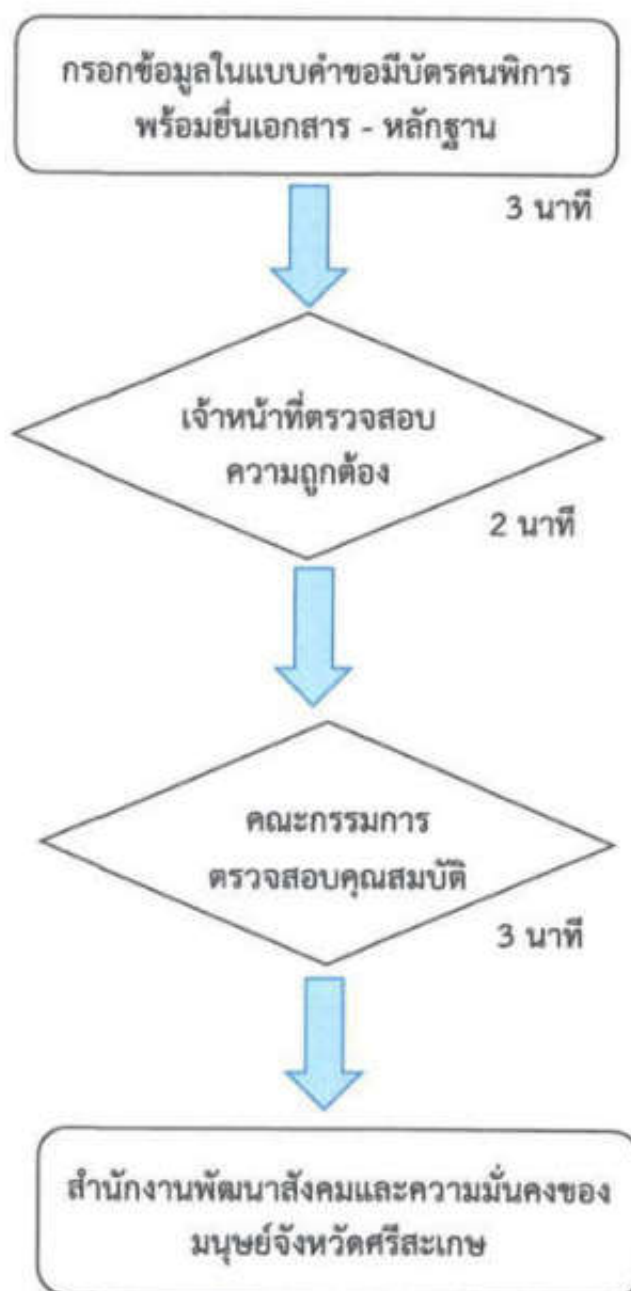 กรอกข้อมูลในแบบคำขอมีบัตรคนพิการ
พร้อมยื่นเอกสาร - หลักฐาน
3 นาที
เจ้าหน้าที่ตรวจสอบ
ความถูกต้อง
2 นาที
คณะกรรมการ
ตรวจสอบคุณสมบัติ
3 นาที
สำนักงานพัฒนาสังคมและความมั่นคงของ
มนุษย์จังหวัดศรีสะเกษ